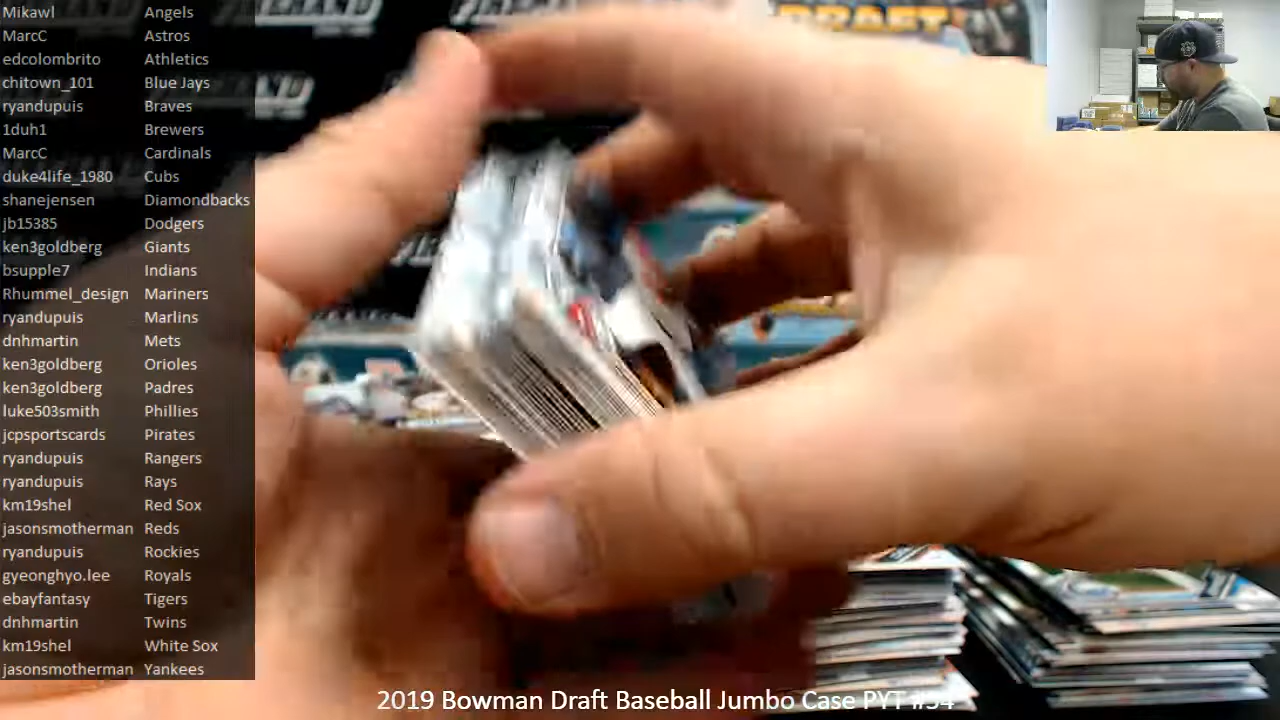 Mikawl Angels
MarcC Astros
edcolombrito Athletics
chitown_101 Blue Jays
ryandupuis Braves
1duh1 Brewers
MarcC Cardinals
duke4life_1980 Cubs
shanejensen Diamondbacks
jb15385 Dodgers
ken3goldberg Giants
bsupple7 Indians
Rhummel_design Mariners
ryandupuis Marlins
dnhmartin Mets
ken3goldberg Orioles
ken3goldberg Padres
luke503smith Phillies
jcpsportscards Pirates
ryandupuis Rangers
ryandupuis Rays
km19shel Red Sox
jasonsmotherman Reds
ryandupuis Rockies
gyeonghyo.lee Royals
ebayfantasy Tigers
dnhmartin Twins
km19shel White Sox
jasonsmotherman Yankees
DRAFT
2019 Bowman Draft Baseball Jumbo Case PYT #34